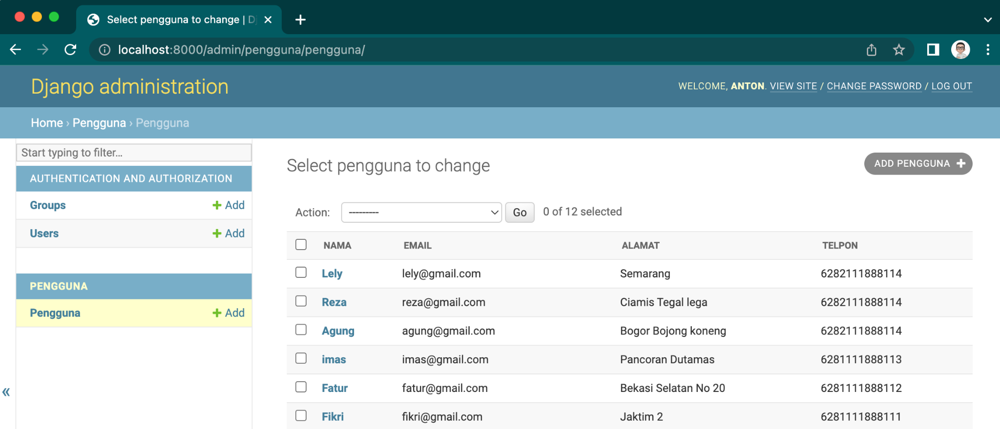 Select pengguna to change | Dj
localhost:8000/admin/pengguna/pengguna/
Django administration
WELCOME, ANTON. VIEW SITE / CHANGE PASSWORD / LOG OUT
Home › Pengguna › Pengguna
Start typing to filter...
AUTHENTICATION AND AUTHORIZATION
Groups + Add
Users + Add
PENGGUNA
Pengguna + Add
«
Select pengguna to change
ADD PENGGUNA +
Action: --------- Go 0 of 12 selected
NAMA EMAIL ALAMAT TELPON
Lely lely@gmail.com Semarang 6282111888114
Reza reza@gmail.com Ciamis Tegal lega 6282111888114
Agung agung@gmail.com Bogor Bojong koneng 6282111888114
imas imas@gmail.com Pancoran Dutamas 6281111888113
Fatur fatur@gmail.com Bekasi Selatan No 20 6281111888112
Fikri fikri@gmail.com Jaktim 2 6281111888111